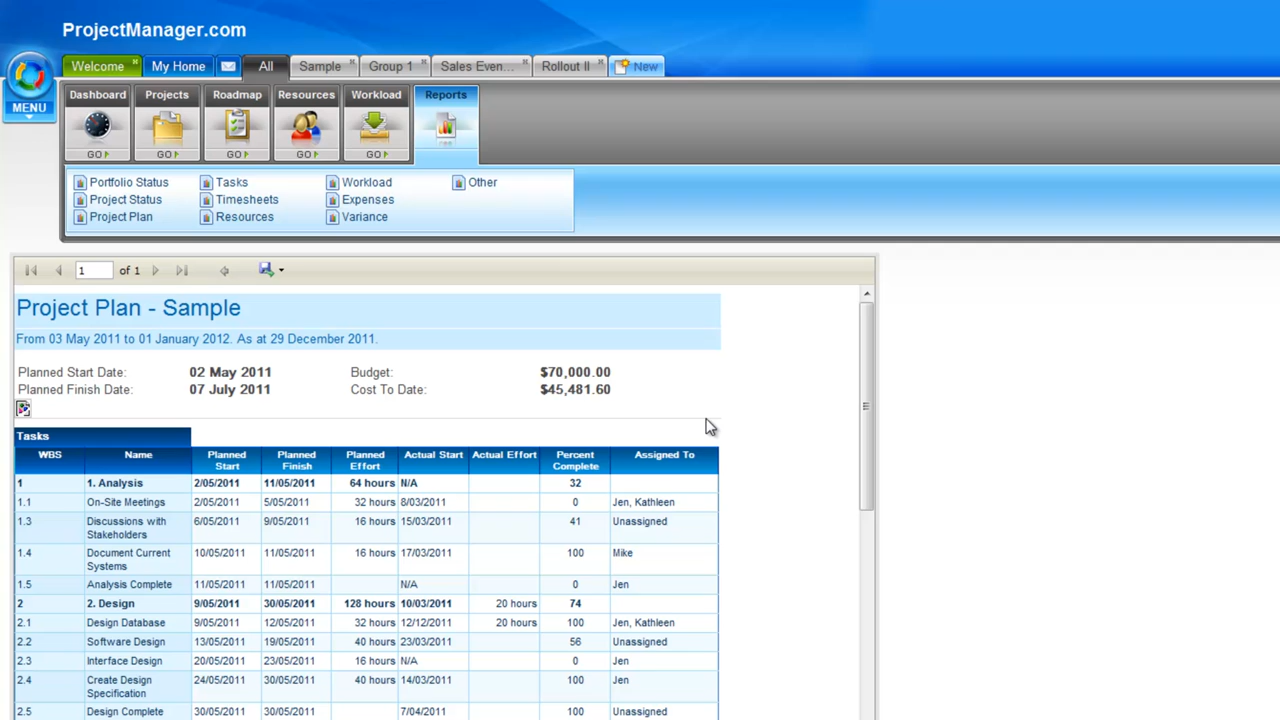 ProjectManager.com
Welcome My Home All Sample Group 1 Sales Even... Rollout II New
MENU
Dashboard Projects Roadmap Resources Workload Reports
GO GO GO GO GO
Portfolio Status Tasks Workload Other
Project Status Timesheets Expenses
Project Plan Resources Variance
1 of 1
Project Plan - Sample
From 03 May 2011 to 01 January 2012. As at 29 December 2011.
Planned Start Date: 02 May 2011 Budget: $70,000.00
Planned Finish Date: 07 July 2011 Cost To Date: $45,481.60
Tasks
WBS Name Planned Start Planned Finish Planned Effort Actual Start Actual Effort Percent Complete Assigned To
1 1. Analysis 2/05/2011 11/05/2011 64 hours N/A 32
1.1 On-Site Meetings 2/05/2011 5/05/2011 32 hours 8/03/2011 0 Jen, Kathleen
1.3 Discussions with Stakeholders 6/05/2011 9/05/2011 16 hours 15/03/2011 41 Unassigned
1.4 Document Current Systems 10/05/2011 11/05/2011 16 hours 17/03/2011 100 Mike
1.5 Analysis Complete 11/05/2011 11/05/2011 N/A 0 Jen
2 2. Design 9/05/2011 30/05/2011 128 hours 10/03/2011 20 hours 74
2.1 Design Database 9/05/2011 12/05/2011 32 hours 12/12/2011 20 hours 100 Jen, Kathleen
2.2 Software Design 13/05/2011 19/05/2011 40 hours 23/03/2011 56 Unassigned
2.3 Interface Design 20/05/2011 23/05/2011 16 hours N/A 0 Jen
2.4 Create Design Specification 24/05/2011 30/05/2011 40 hours 14/03/2011 100 Jen
2.5 Design Complete 30/05/2011 30/05/2011 7/04/2011 100 Unassigned